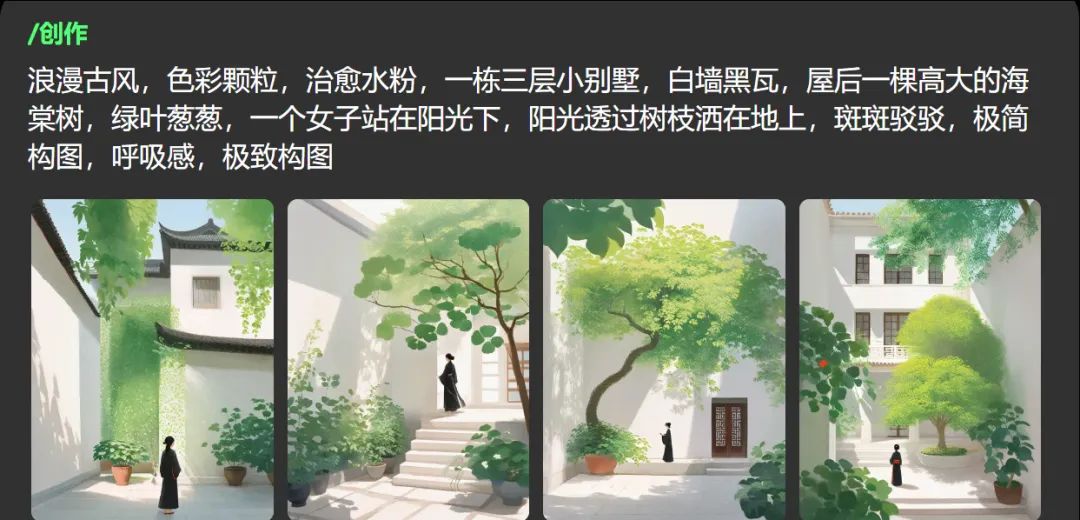 /创作
浪漫古风，色彩颗粒，治愈水粉，一栋三层小别墅，白墙黑瓦，屋后一棵高大的海
棠树，绿叶葱葱，一个女子站在阳光下，阳光透过树枝洒在地上，斑斑驳驳，极简
构图，呼吸感，极致构图